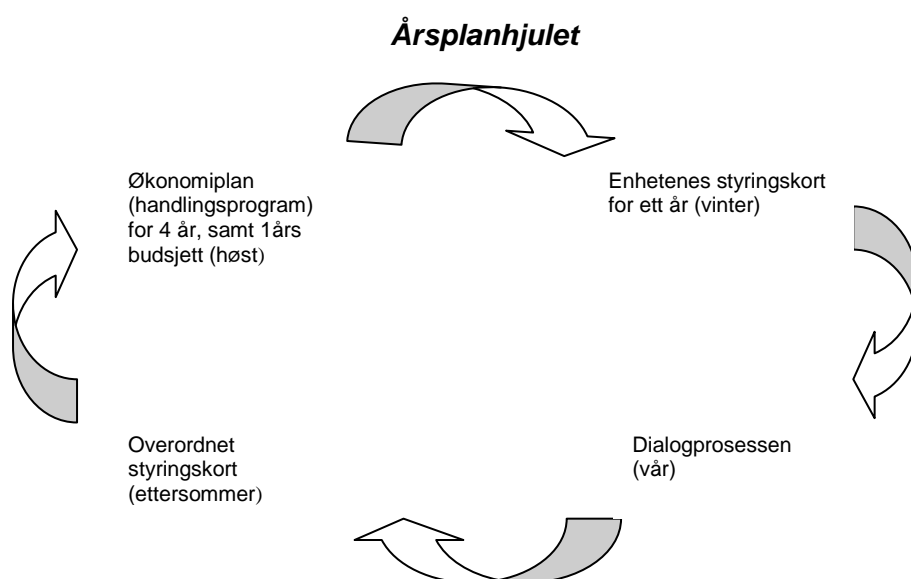 Årsplanhjulet
Økonomiplan
(handlingsprogram)
for 4 år, samt 1års
budsjett (høst)
Enhetenes styringskort
for ett år (vinter)
Overordnet
styringskort
(ettersommer)
Dialogprosessen
(vår)